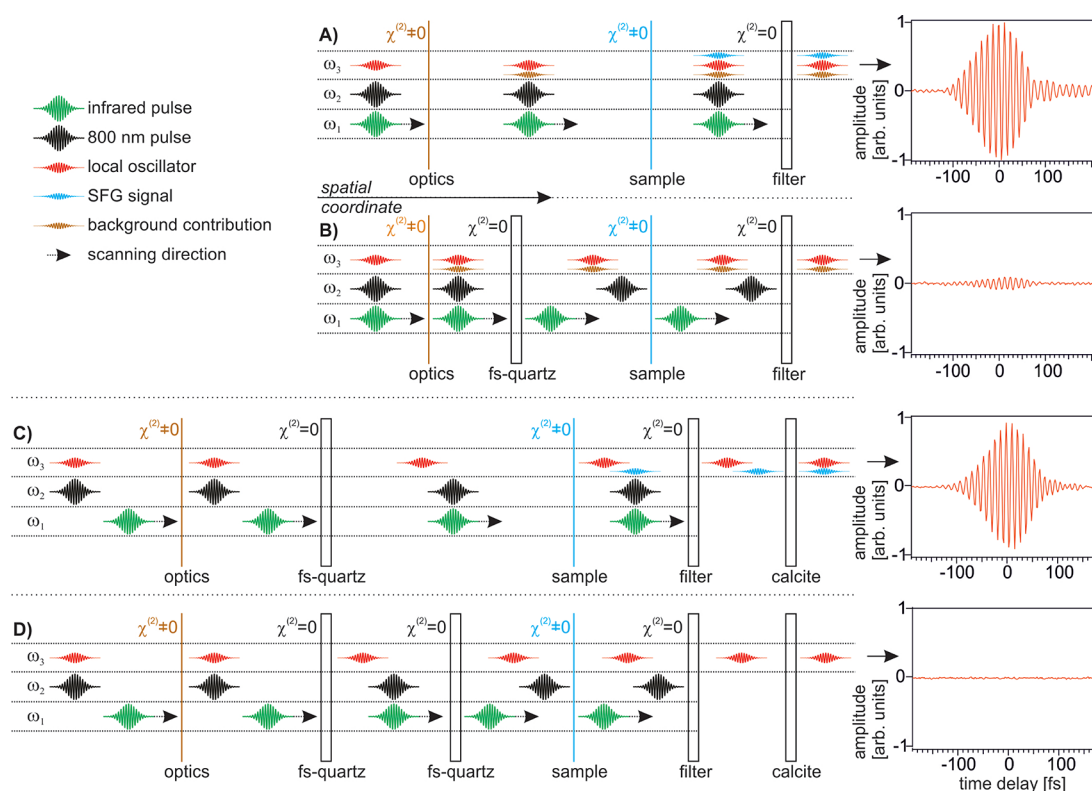 infrared pulse
800 nm pulse
local oscillator
SFG signal
background contribution
scanning direction
A)
χ(2)≠0
χ(2)≠0
χ(2)=0
ω3
ω2
ω1
optics
sample
filter
spatial
coordinate
amplitude
[arb. units]
1
0
-1
-100
0
100
B)
χ(2)≠0
χ(2)=0
χ(2)≠0
χ(2)=0
ω3
ω2
ω1
optics
fs-quartz
sample
filter
amplitude
[arb. units]
1
0
-1
-100
0
100
C)
χ(2)≠0
χ(2)=0
χ(2)≠0
χ(2)=0
ω3
ω2
ω1
optics
fs-quartz
sample
filter
calcite
amplitude
[arb. units]
1
0
-1
-100
0
100
D)
χ(2)≠0
χ(2)=0
χ(2)=0
χ(2)≠0
χ(2)=0
ω3
ω2
ω1
optics
fs-quartz
fs-quartz
sample
filter
calcite
amplitude
[arb. units]
1
0
-1
-100
0
100
time delay [fs]